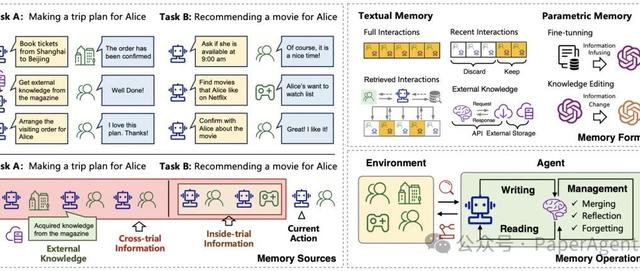 Task A: Making a trip plan for Alice
Task B: Recommending a movie for Alice
Book tickets
from Shanghai
to Beijing
The order has
been confirmed
Ask if she is
available at
9:00 am
Of course, it is
a nice time!
Get external
knowledge from
the magazine
Well Done!
Find movies
that Alice like
on Netflix
Alice's want to
watch list
Arrange the
visiting order for
Alice
I love this
plan. Thanks!
Confirm with
Alice about the
movie
Great! I like it!
Task A: Making a trip plan for Alice
Task B: Recommending a movie for Alice
Acquired knowledge
from the magazine
External
Knowledge
Cross-trial
Information
Inside-trial
Information
Current
Action
Memory Sources
Textual Memory
Parametric Memory
Full Interactions
Recent Interactions
Fine-tunning
Discard
Keep
Information
Infusing
Retrieved Interactions
External Knowledge
Knowledge Editing
Request
Response
API
External Storage
Information
Change
Memory Form
Environment
Agent
Writing
Management
✓ Merging
✓ Reflection
✓ Forgetting
Reading
公众号 · PaperAgent
Memory Operation